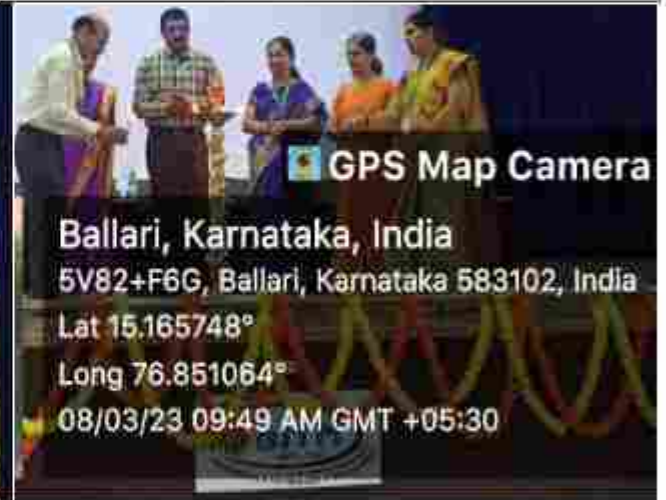 GPS Map Camera
Ballari, Karnataka, India
5V82+F6G, Ballari, Karnataka 583102, India
Lat 15.165748°
Long 76.851064°
08/03/23 09:49 AM GMT +05:30